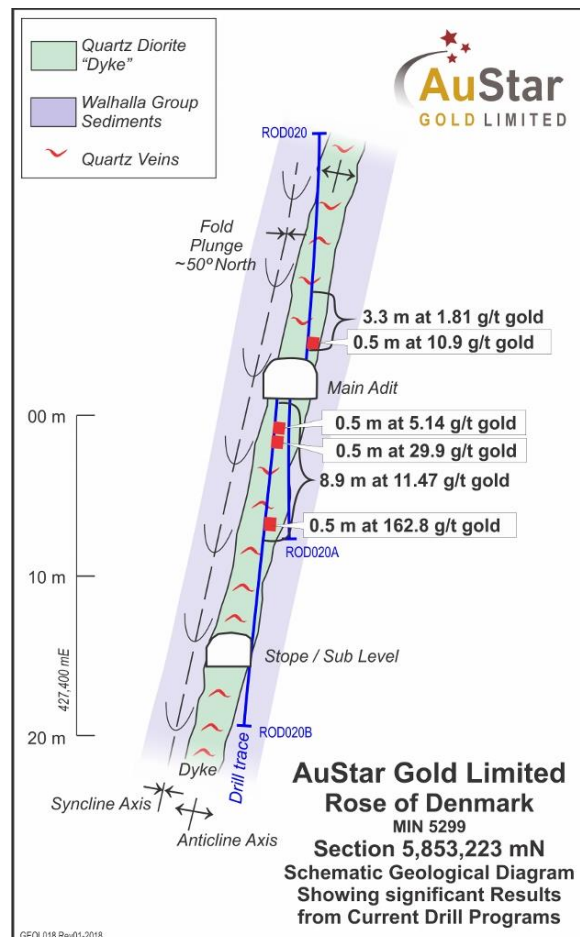 Quartz Diorite
"Dyke"
Walhalla Group
Sediments
Quartz Veins
AuStar
GOLD LIMITED
ROD020
Fold
Plunge
~50º North
3.3 m at 1.81 g/t gold
0.5 m at 10.9 g/t gold
Main Adit
00 m
0.5 m at 5.14 g/t gold
0.5 m at 29.9 g/t gold
8.9 m at 11.47 g/t gold
0.5 m at 162.8 g/t gold
ROD020A
10 m
Stope / Sub Level
427,400 mE
20 m
ROD020B
Drill trace
Dyke
Syncline Axis
Anticline Axis
AuStar Gold Limited
Rose of Denmark
MIN 5299
Section 5,853,223 mN
Schematic Geological Diagram
Showing significant Results
from Current Drill Programs
GEOL018 Rev01-2018